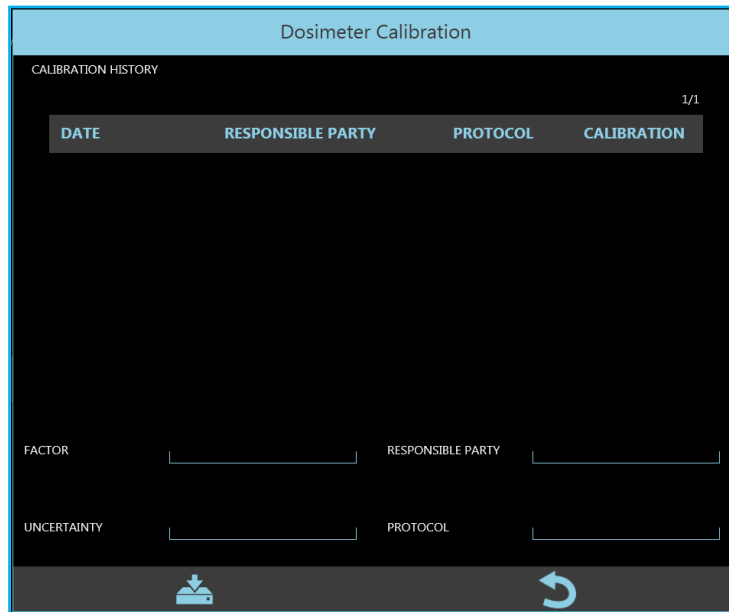 Dosimeter Calibration
CALIBRATION HISTORY
1/1
DATE RESPONSIBLE PARTY PROTOCOL CALIBRATION
FACTOR RESPONSIBLE PARTY
UNCERTAINTY PROTOCOL